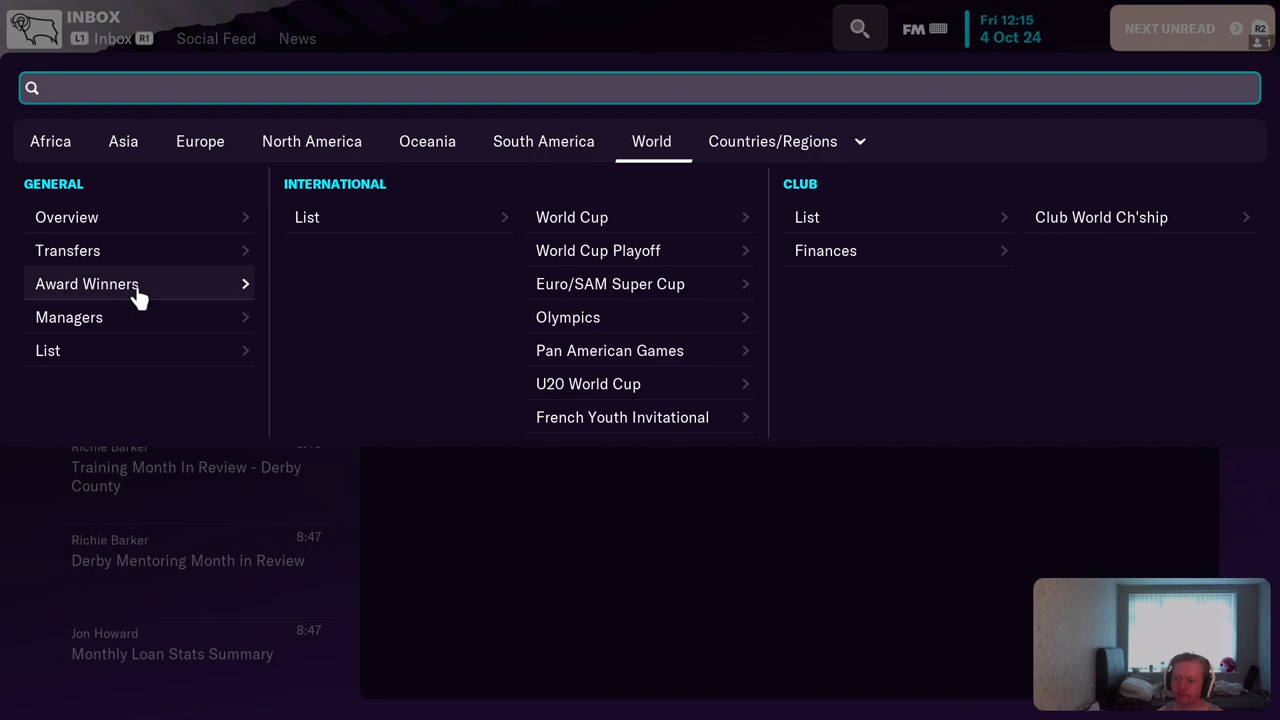 INBOX
L1 Inbox R1 Social Feed News
FM
Fri 12:15
4 Oct 24
NEXT UNREAD
R2
1
Africa Asia Europe North America Oceania South America World Countries/Regions
GENERAL
Overview
Transfers
Award Winners
Managers
List
INTERNATIONAL
List
World Cup
World Cup Playoff
Euro/SAM Super Cup
Olympics
Pan American Games
U20 World Cup
French Youth Invitational
CLUB
List
Finances
Club World Ch'ship
Richie Barker
Training Month In Review - Derby
County
Richie Barker 8:47
Derby Mentoring Month in Review
Jon Howard 8:47
Monthly Loan Stats Summary